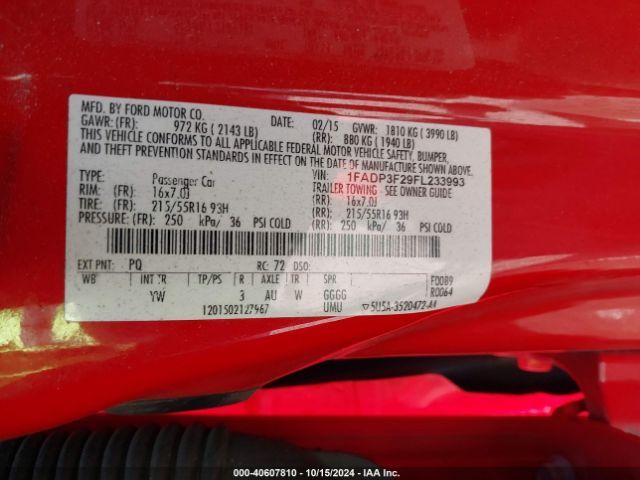 MFD. BY FORD MOTOR CO. DATE: 02/15 GVWR: 1810 KG ( 3990 LB)
GAWR: (FR): 972 KG ( 2143 LB) (RR): 880 KG ( 1940 LB)
THIS VEHICLE CONFORMS TO ALL APPLICABLE FEDERAL MOTOR VEHICLE SAFETY, BUMPER,
AND THEFT PREVENTION STANDARDS IN EFFECT ON THE DATE OF MANUFACTURE SHOWN ABOVE.
VIN: 1FADP3F29FL233993
TYPE: Passenger Car TRAILER TOWING - SEE OWNER GUIDE
RIM: (FR) 16x7.0J (RR): 16x7.0J
TIRE: (FR) 215/55R16 93H (RR): 215/55R16 93H
PRESSURE: (FR) 250 kPa/ 36 PSI COLD (RR): 250 kPa/ 36 PSI COLD
EXT PNT: PQ RC: 72 DSO:
WB INT TR TP/PS R AXLE TR SPR F0089
YW 3 AU W GGGG R0064
1201502127967 UMU 5U5A-3520472-AA
(c) 40607810 - 10/15/2024 - IAA Inc.